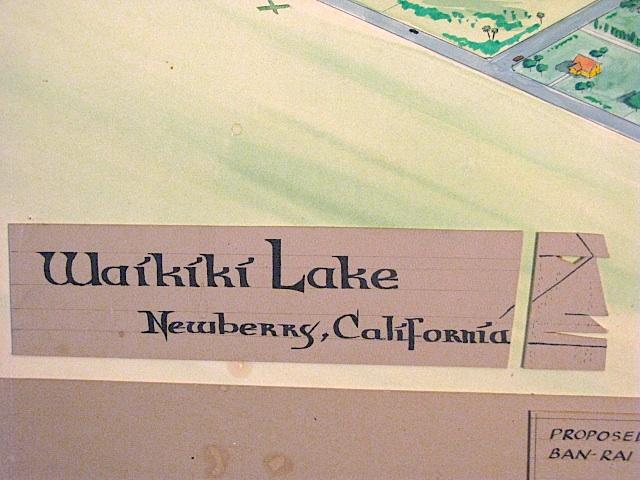 Waikiki Lake
Newberry, California
PROPOSED
BAN-RAI